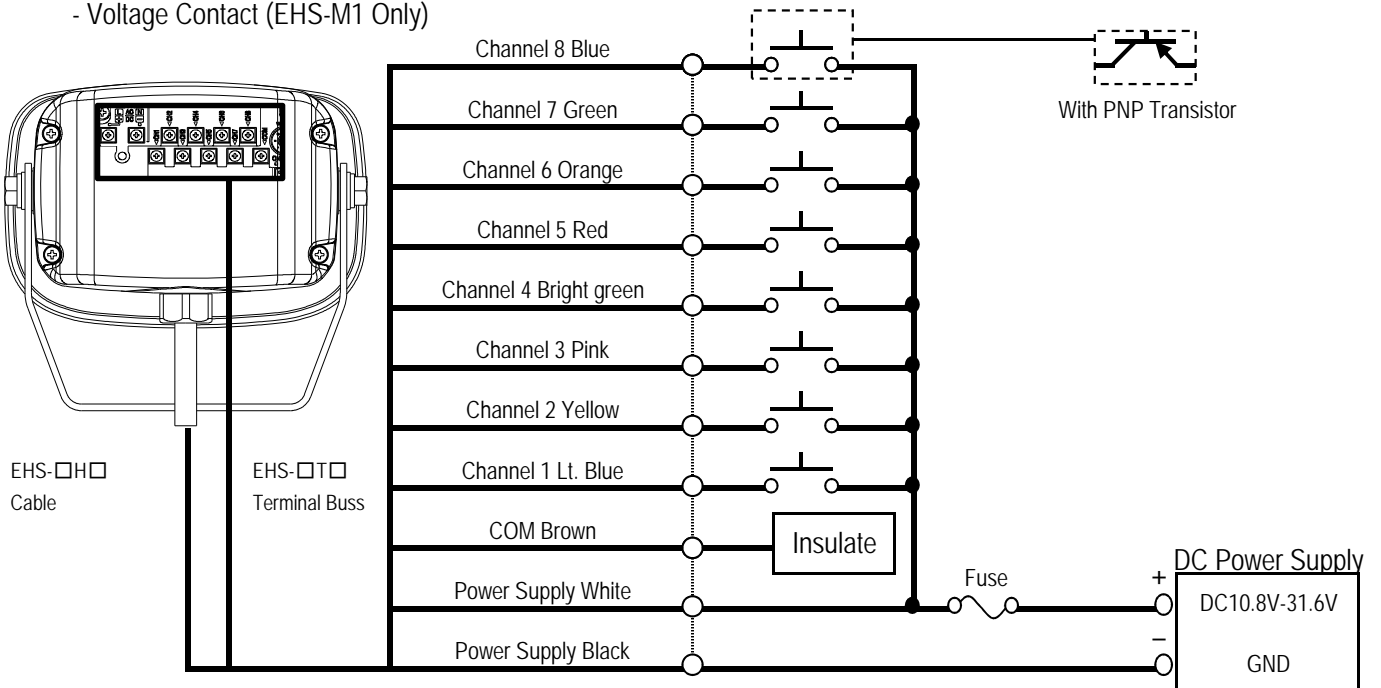 - Voltage Contact (EHS-M1 Only)
Channel 8 Blue
With PNP Transistor
Channel 7 Green
Channel 6 Orange
Channel 5 Red
Channel 4 Bright green
Channel 3 Pink
Channel 2 Yellow
Channel 1 Lt. Blue
EHS-□H□
Cable
EHS-□T□
Terminal Buss
COM Brown
Insulate
Power Supply White
Fuse
DC Power Supply
+
DC10.8V-31.6V
Power Supply Black
−
GND